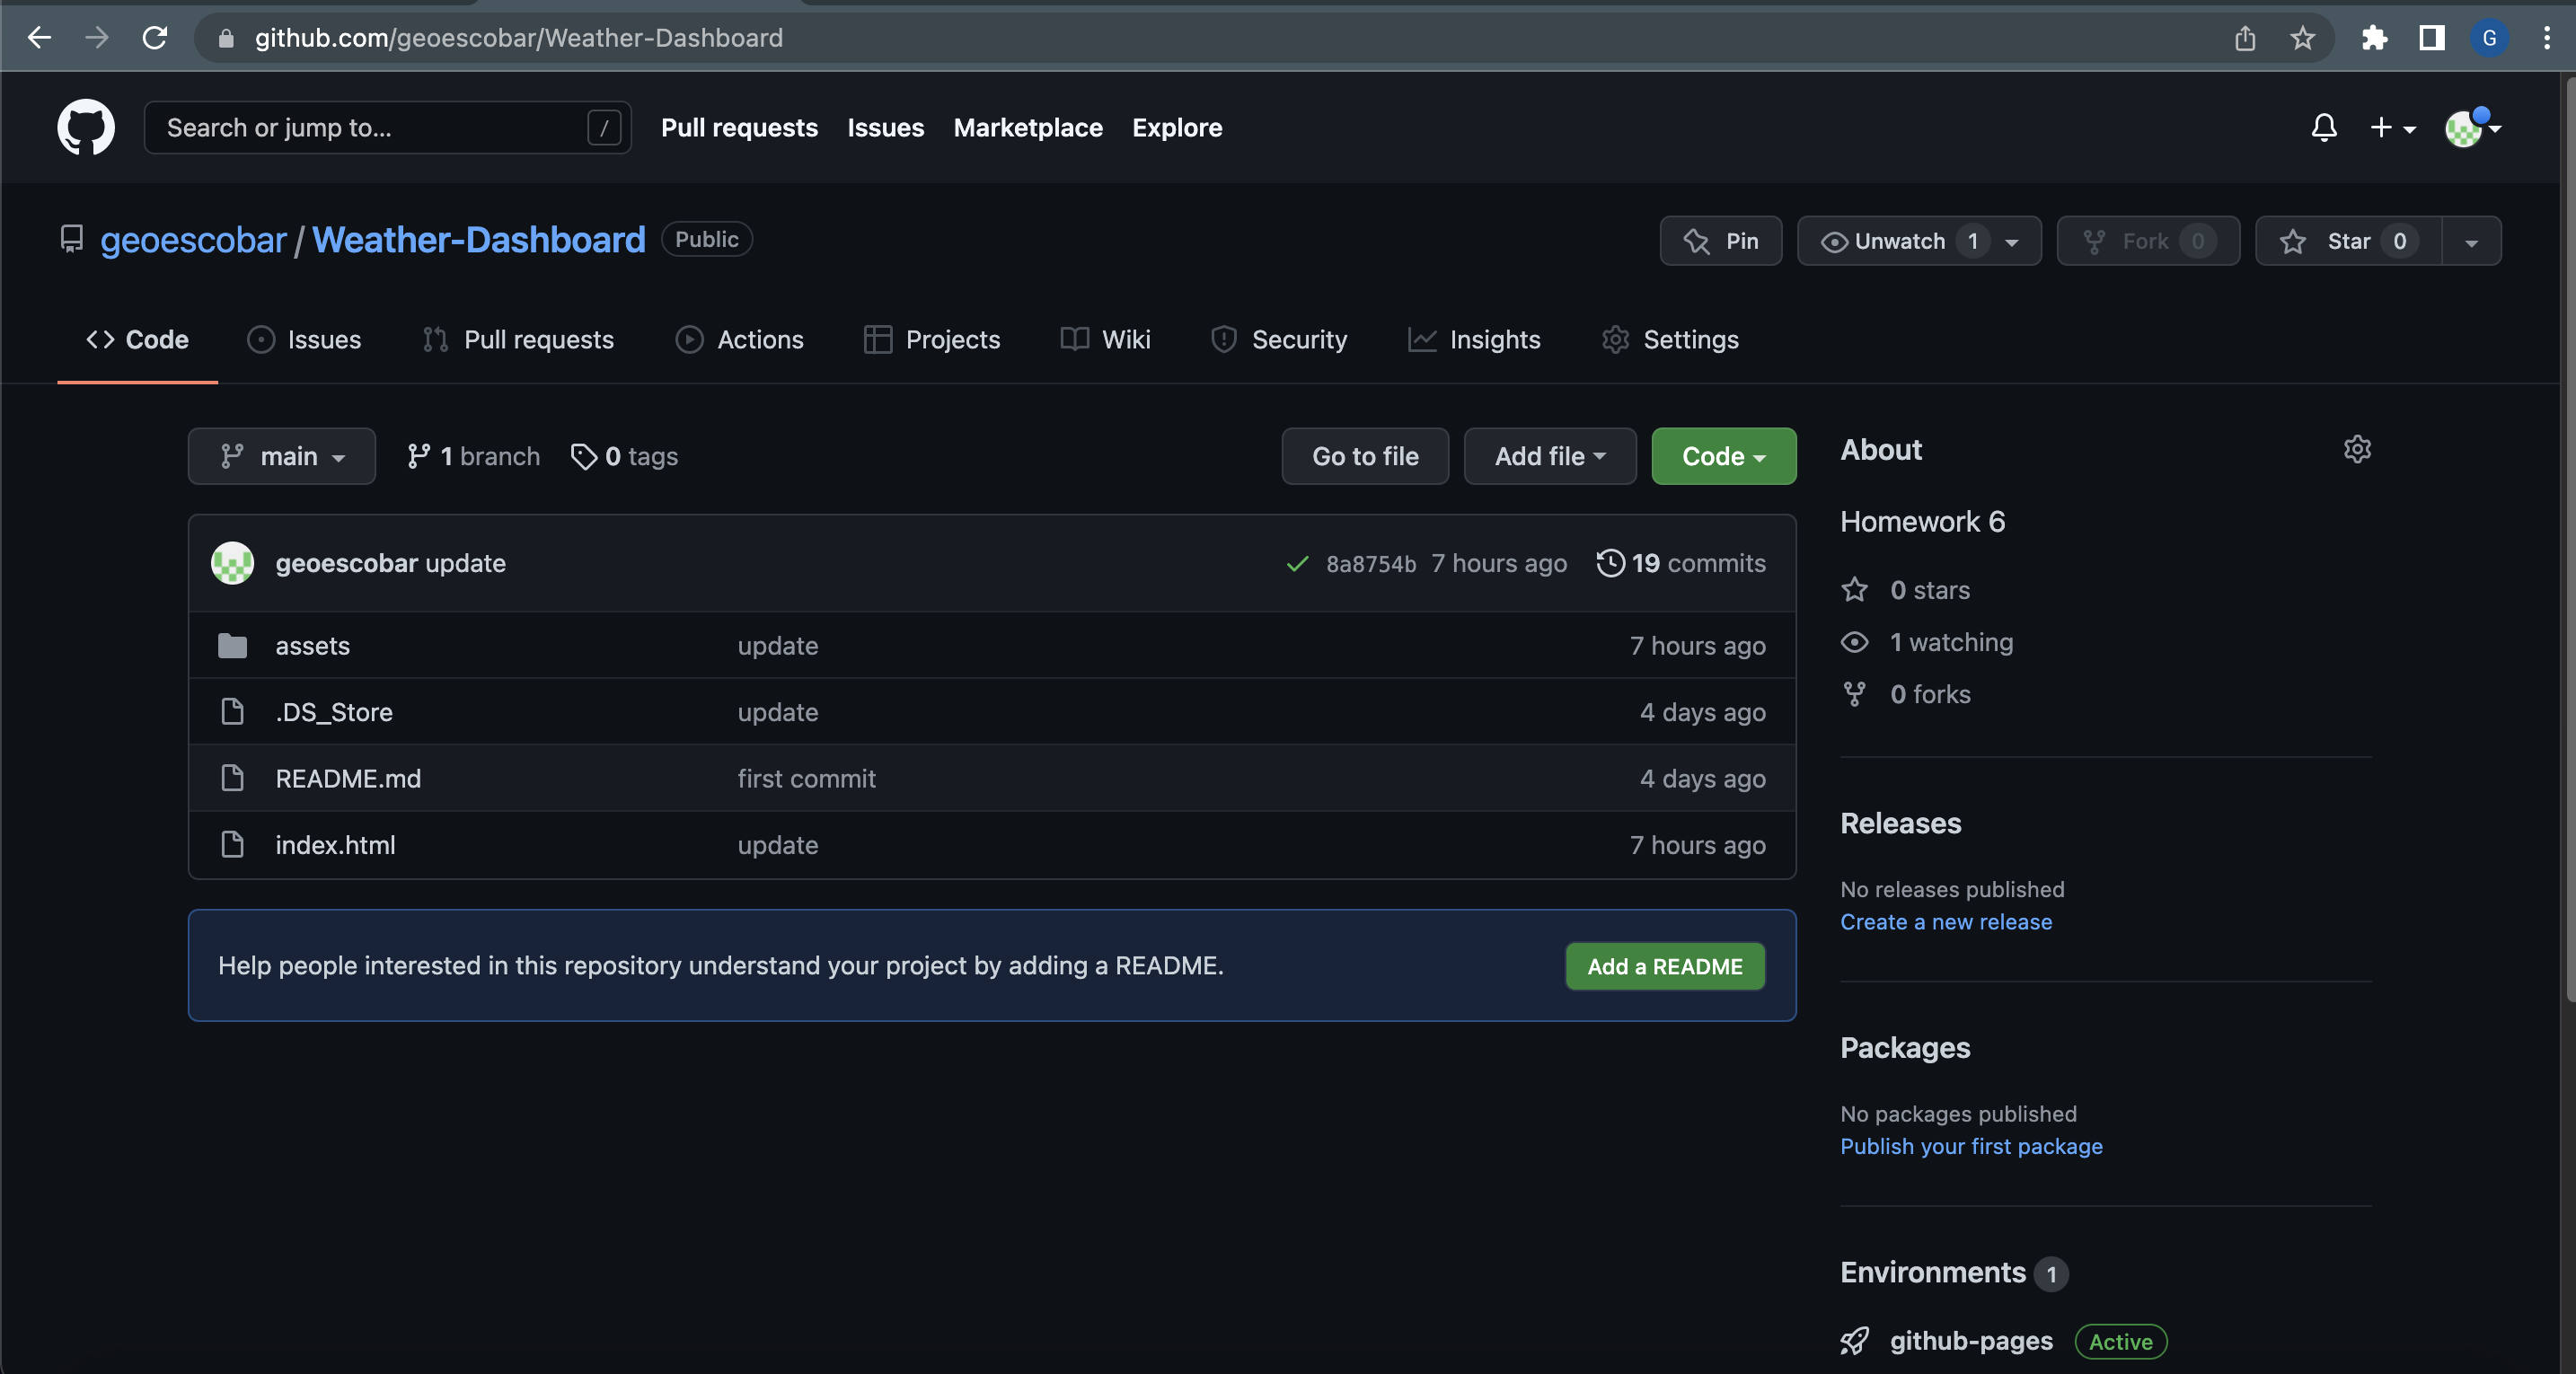 github.com/geoescobar/Weather-Dashboard
G
Search or jump to... /
Pull requests Issues Marketplace Explore
geoescobar / Weather-Dashboard Public
Pin
Unwatch 1
Fork 0
Star 0
Code Issues Pull requests Actions Projects Wiki Security Insights Settings
main 1 branch 0 tags
Go to file Add file Code
geoescobar update 8a8754b 7 hours ago 19 commits
assets update 7 hours ago
.DS_Store update 4 days ago
README.md first commit 4 days ago
index.html update 7 hours ago
Help people interested in this repository understand your project by adding a README. Add a README
About
Homework 6
0 stars
1 watching
0 forks
Releases
No releases published
Create a new release
Packages
No packages published
Publish your first package
Environments 1
github-pages Active